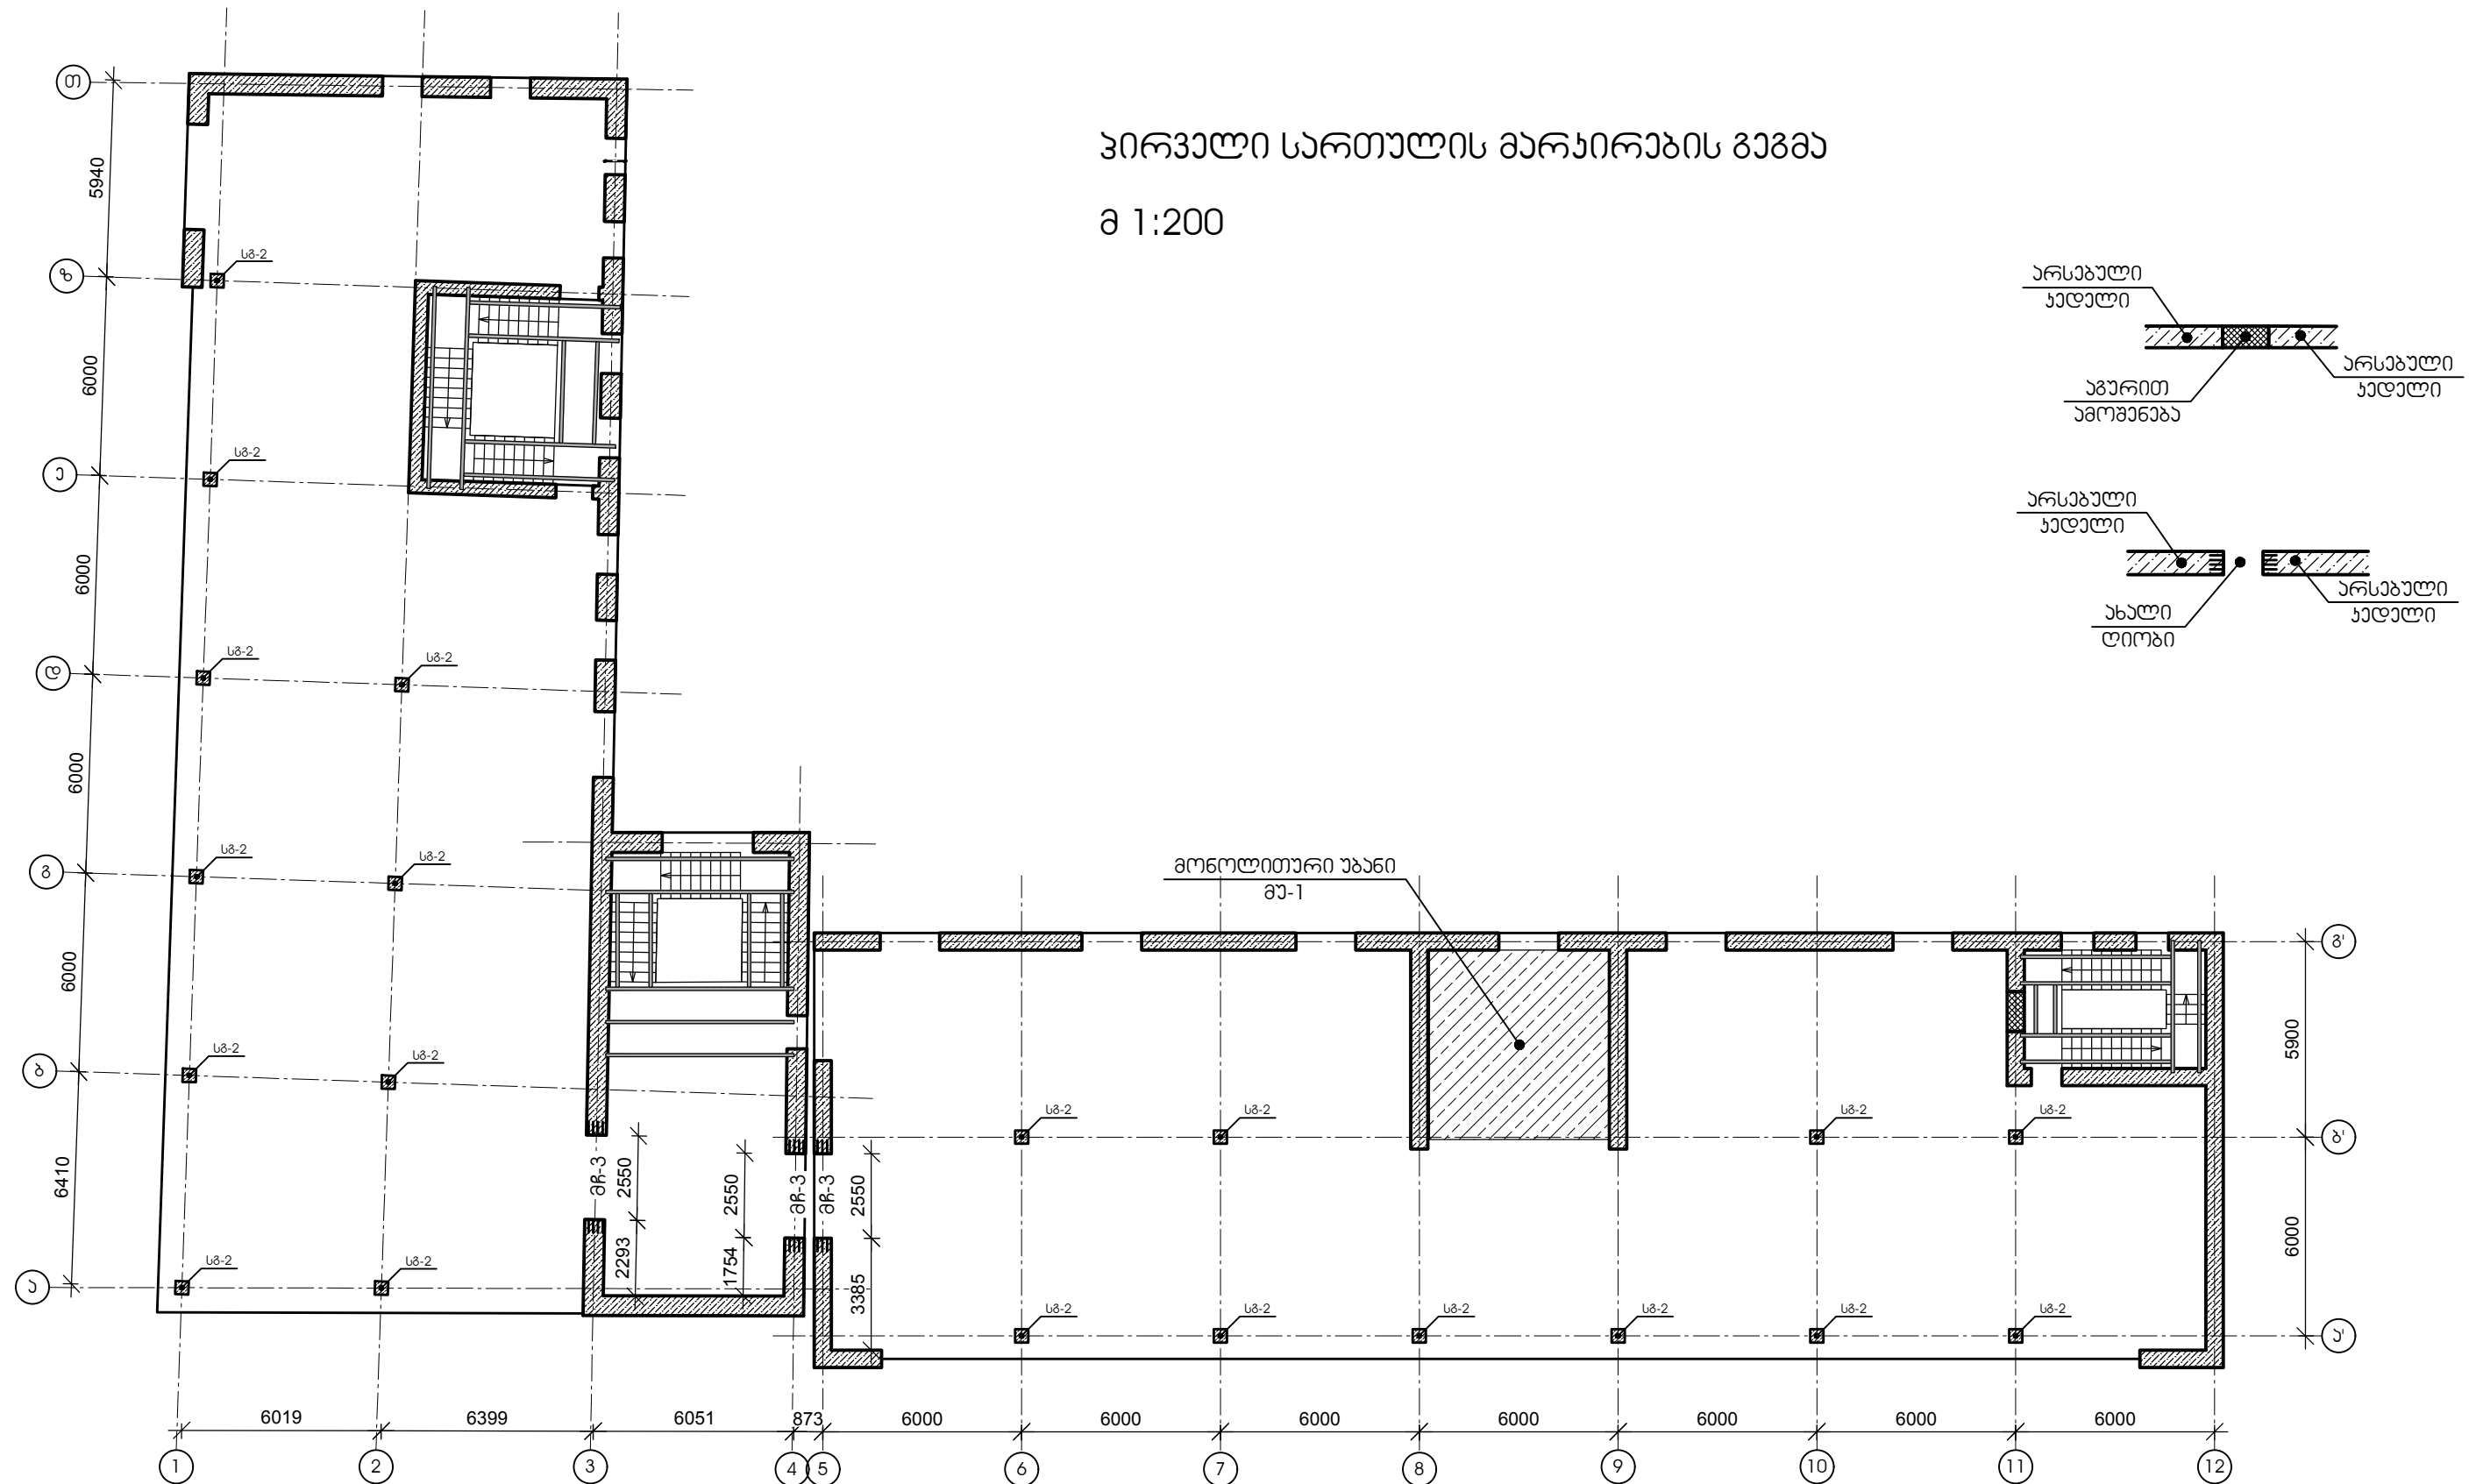 პირველი სართულის მარკირების გეგმა
მ 1:200
არსებული
კედელი
აგურით
ამოშენება
არსებული
კედელი
არსებული
კედელი
ახალი
ღიობი
არსებული
კედელი
მონოლითური უბანი
მუ-1
თ
ზ
ე
დ
გ
ბ
ა
5940
6000
6000
6000
6000
6410
სგ-2
სგ-2
სგ-2
სგ-2
სგ-2
სგ-2
სგ-2
სგ-2
სგ-2
სგ-2
მჩ-3
2550
2293
2550
1754
მჩ-3
მჩ-3
2550
3385
სგ-2
სგ-2
სგ-2
სგ-2
სგ-2
სგ-2
სგ-2
სგ-2
სგ-2
სგ-2
გ'
5900
ბ'
6000
ა'
6019 6399 6051 873 6000 6000 6000 6000 6000 6000 6000
1 2 3 4 5 6 7 8 9 10 11 12